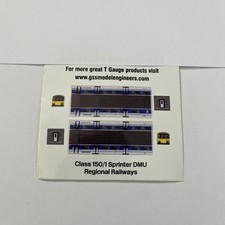 For more great T Gauge products visit
www.gssmodelengineers.com
Class 150/1 Sprinter DMU
Regional Railways